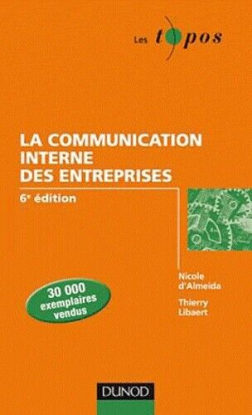 Les topos
LA COMMUNICATION
INTERNE
DES ENTREPRISES
6e édition
Nicole
d'Almeida
Thierry
Libaert
30 000
exemplaires
vendus
DUNOD